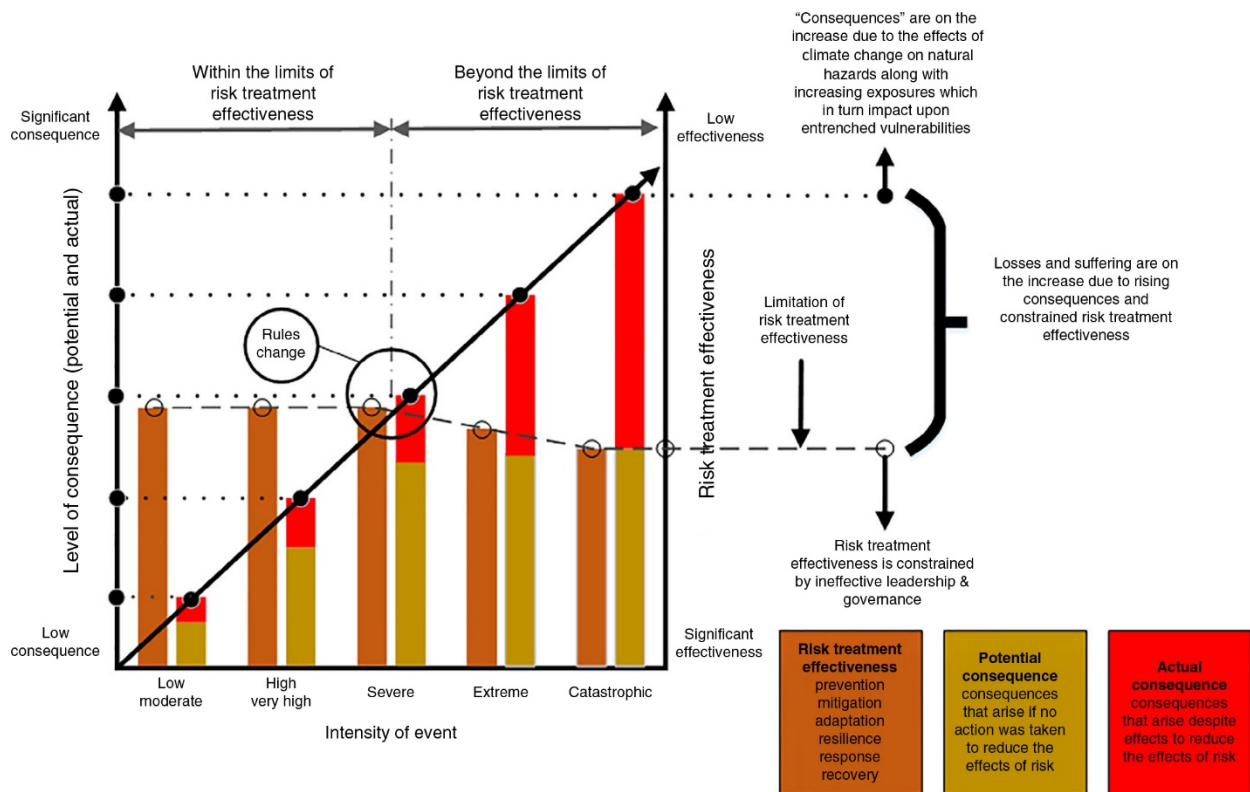 “Consequences” are on the
increase due to the effects of
climate change on natural
hazards along with
increasing exposures which
in turn impact upon
entrenched vulnerabilities
Within the limits of
risk treatment
effectiveness
Beyond the limits of
risk treatment
effectiveness
Significant
consequence
Low
effectiveness
Level of consequence (potential and actual)
Risk treatment effectiveness
Rules
change
Limitation of
risk treatment
effectiveness
Losses and suffering are on
the increase due to rising
consequences and
constrained risk treatment
effectiveness
Risk treatment
effectiveness is constrained
by ineffective leadership &
governance
Low
consequence
Significant
effectiveness
Low
moderate
High
very high
Severe
Extreme
Catastrophic
Intensity of event
Risk treatment
effectiveness
prevention
mitigation
adaptation
resilience
response
recovery
Potential
consequence
consequences
that arise if no
action was taken
to reduce the
effects of risk
Actual
consequence
consequences
that arise despite
effects to reduce
the effects of risk